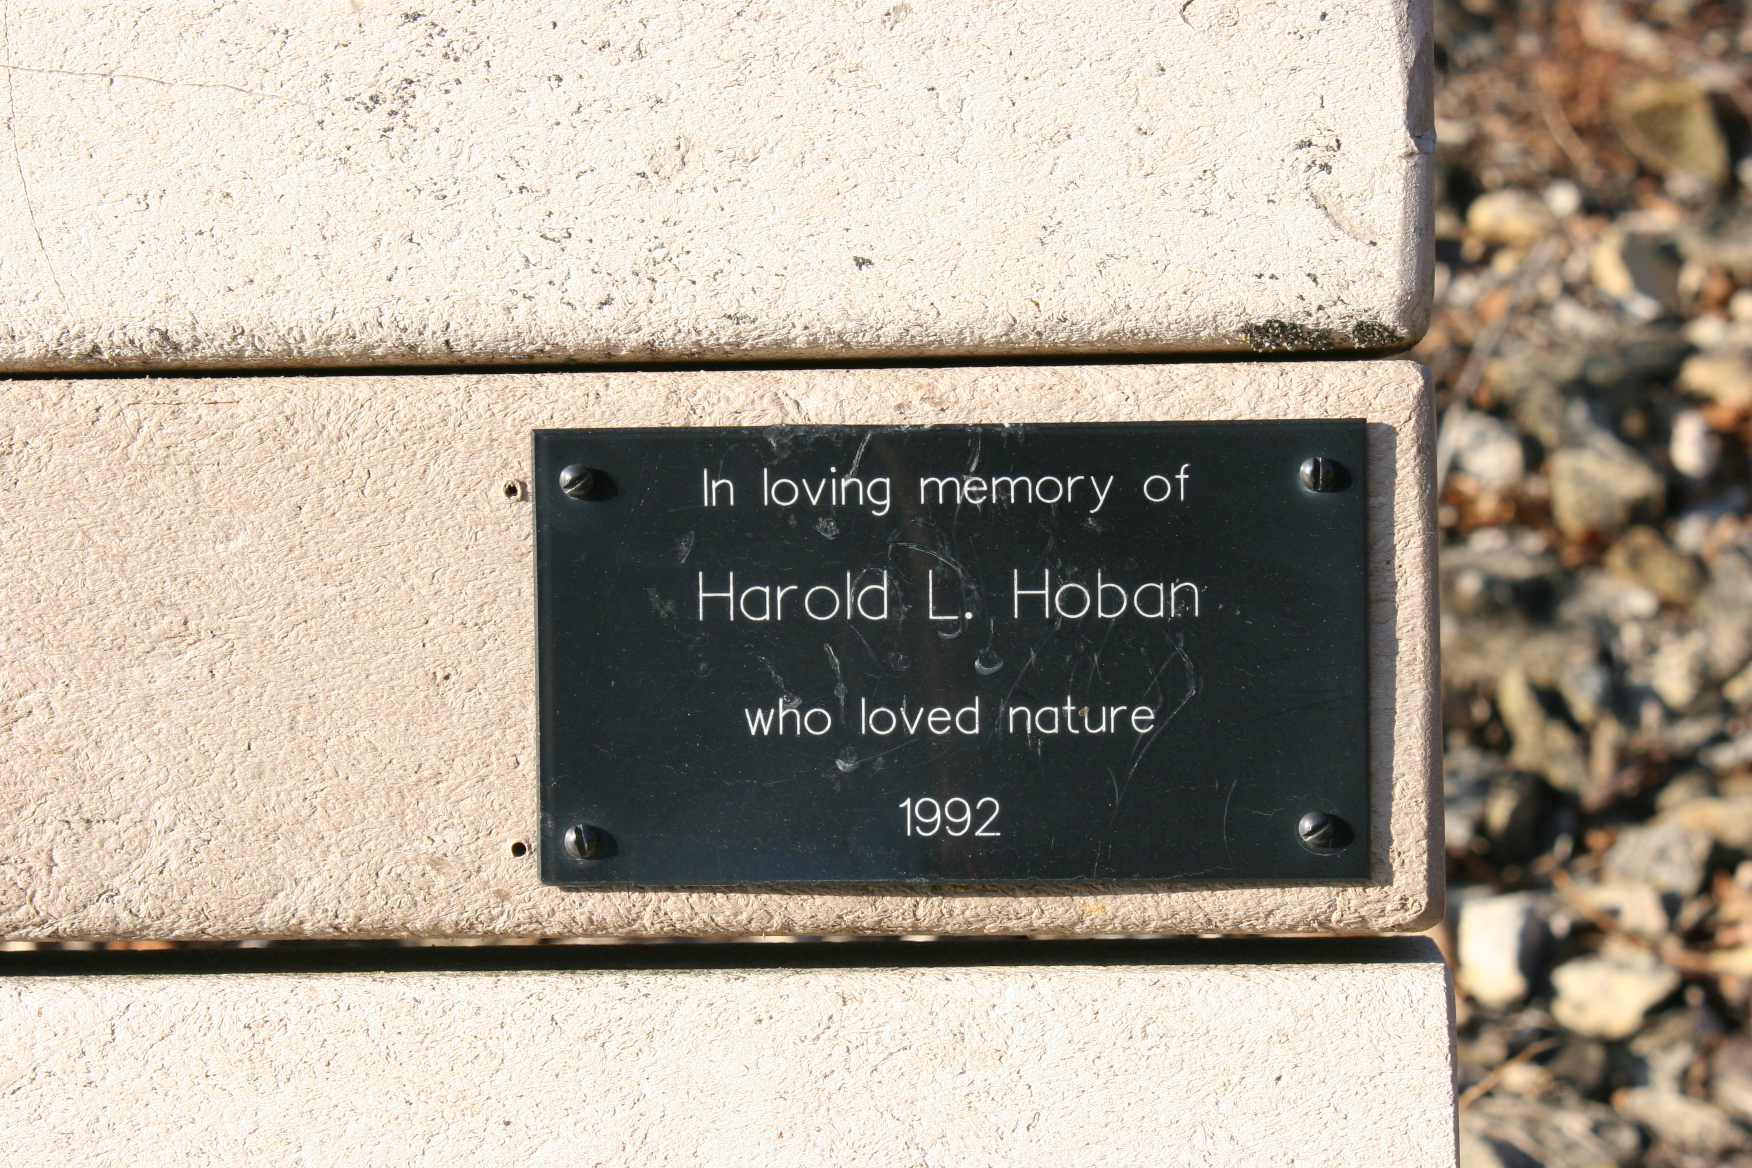 In loving memory of
Harold L. Hoban
who loved nature
1992